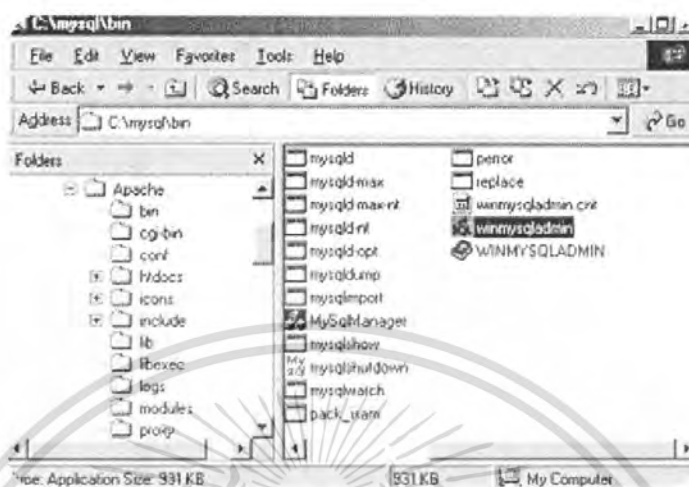 C:\mysql\bin
File Edit View Favorites Tools Help
Back Search Folders History
Address C:\mysql\bin Go
Folders
Apache
bin
cg-bin
conf
htdocs
icons
include
lib
libexec
logs
modules
proxy
mysqld
mysqld-max
mysqld-max-nt
mysqld-nt
mysqld-opt
mysqldump
mysqlimport
MySqlManager
mysqlshow
mysqlshutdown
mysqlwatch
pack_isam
perror
replace
winmysqladmin.cnt
winmysqladmin
WINMYSQLADMIN
Type: Application Size: 931 KB 931 KB My Computer